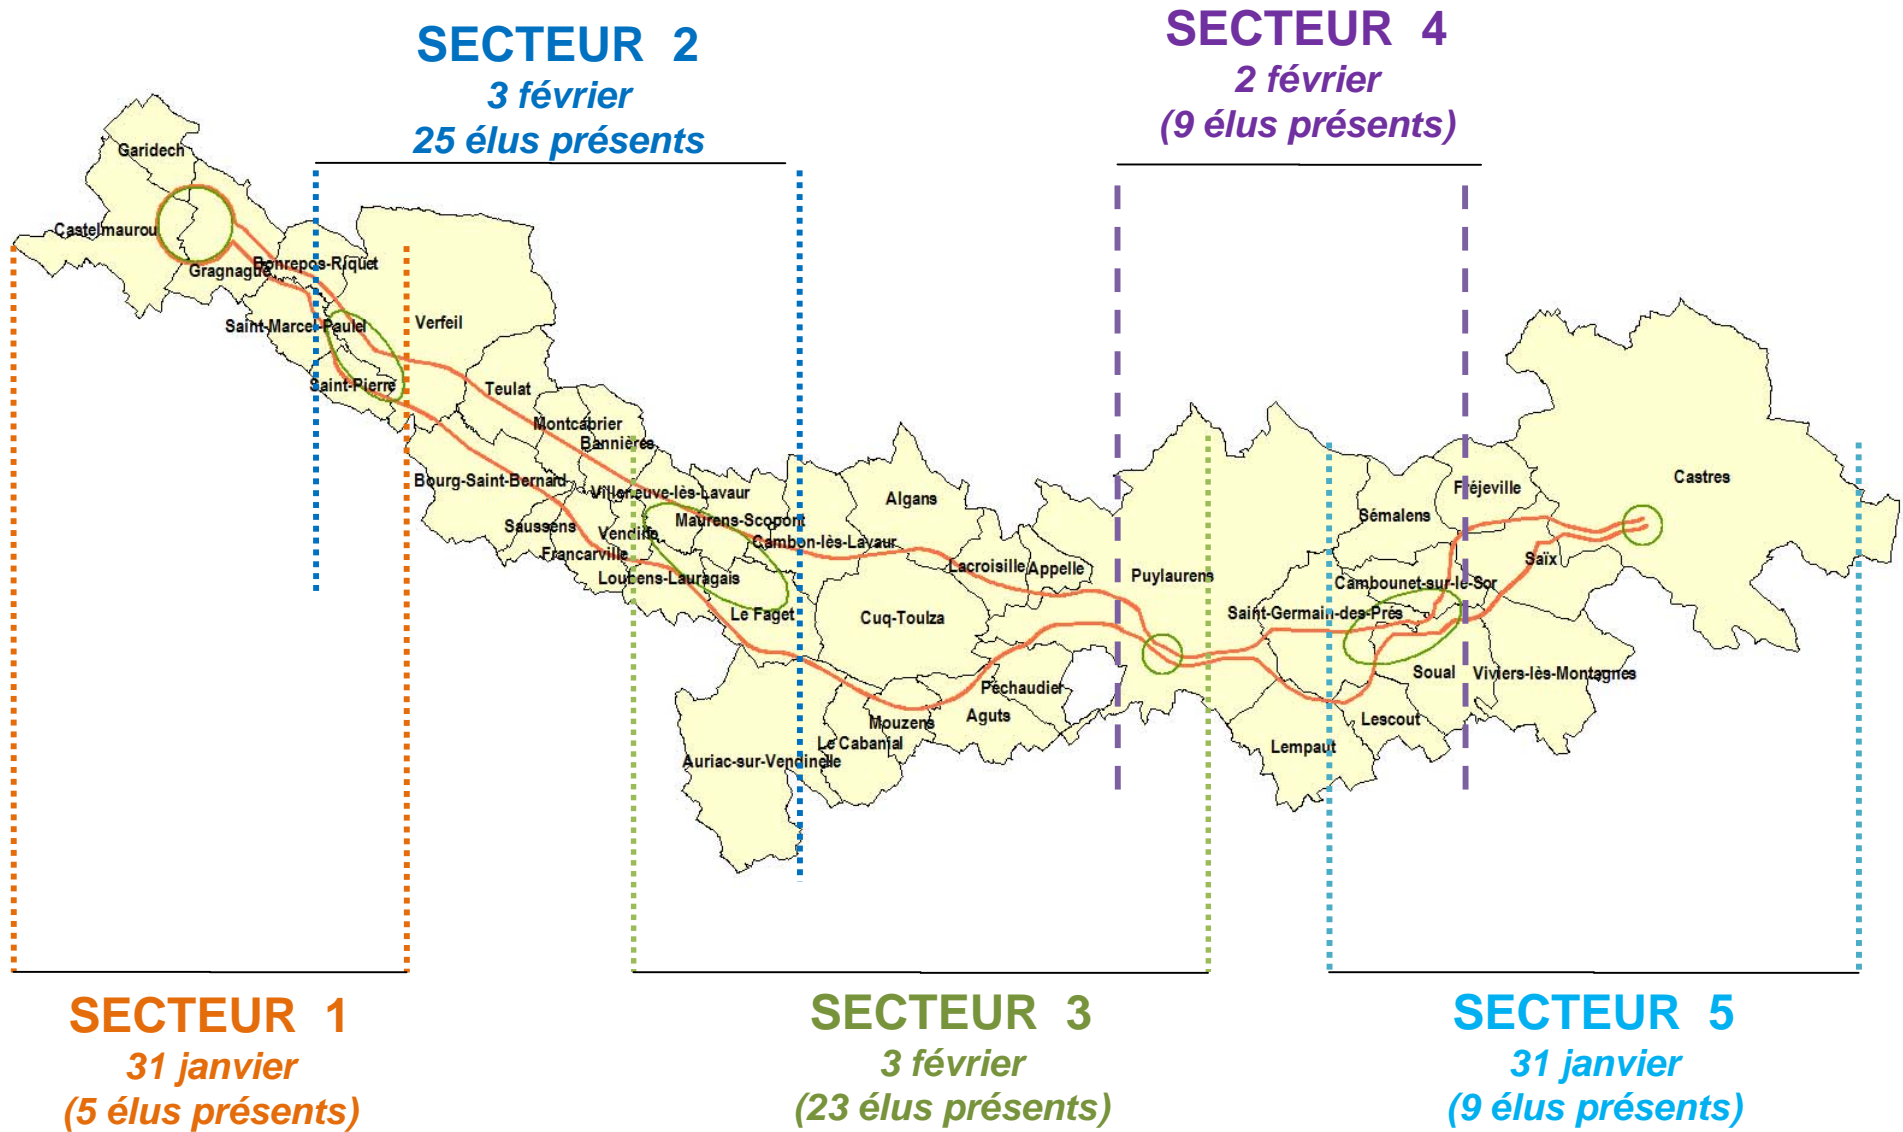 SECTEUR 2
3 février
25 élus présents
SECTEUR 4
2 février
(9 élus présents)
Garidech
Castelmaurou
Gragnague
Bonrepos-Riquet
Saint-Marcel-Paulel
Verfeil
Saint-Pierre
Teulat
Montcabrier
Bannières
Bourg-Saint-Bernard
Villeneuve-lès-Lavaur
Saussens
Vendine
Maurens-Scopont
Francarville
Cambon-lès-Lavaur
Loubens-Lauragais
Le Faget
Algans
Lacroisille
Appelle
Cuq-Toulza
Puylaurens
Péchaudier
Aguts
Mouzens
Le Cabanial
Auriac-sur-Vendinelle
Castres
Fréjeville
Sémalens
Saïx
Cambounet-sur-le-Sor
Saint-Germain-des-Prés
Soual
Viviers-lès-Montagnes
Lescout
Lempaut
SECTEUR 1
31 janvier
(5 élus présents)
SECTEUR 3
3 février
(23 élus présents)
SECTEUR 5
31 janvier
(9 élus présents)